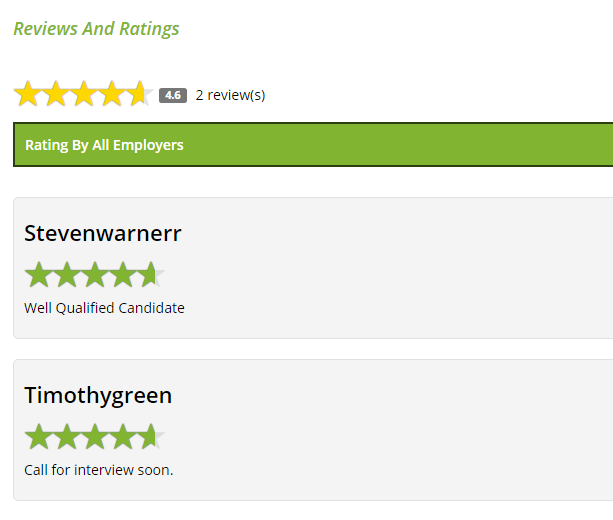 Reviews And Ratings
4.6 2 review(s)
Rating By All Employers
Stevenwarnerr
Well Qualified Candidate
Timothygreen
Call for interview soon.